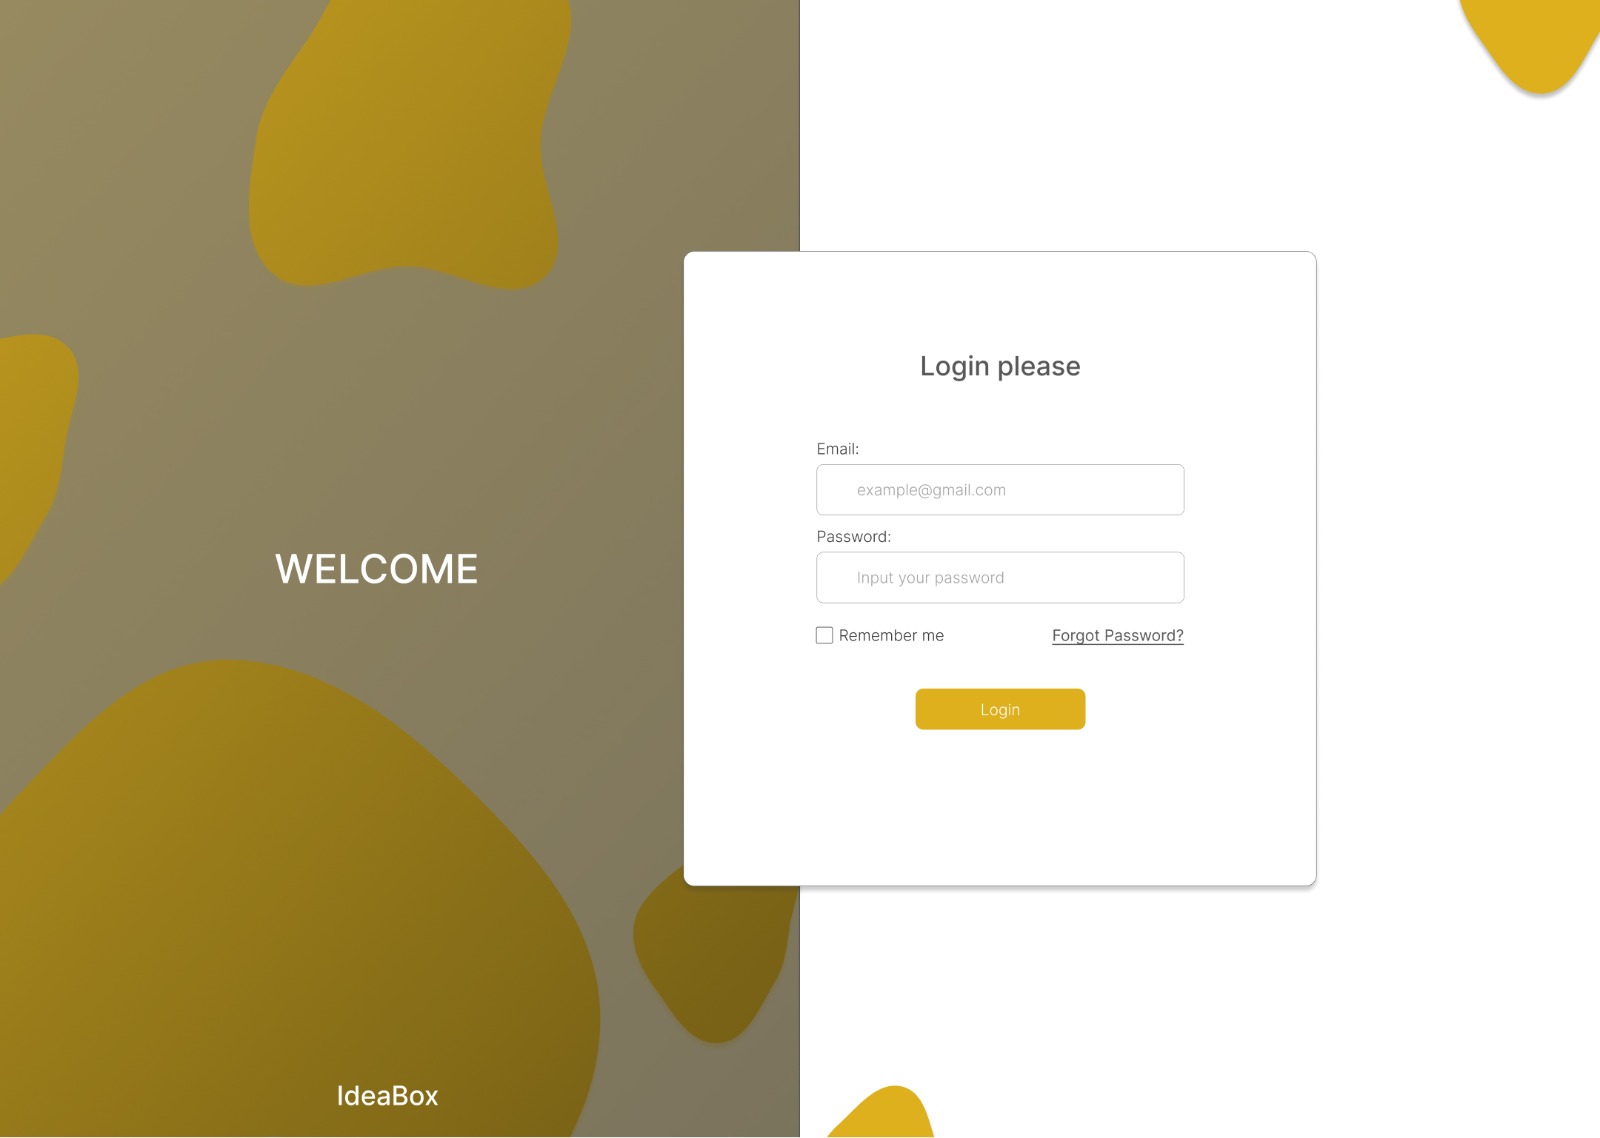 WELCOME
IdeaBox
Login please
Email:
example@gmail.com
Password:
Input your password
Remember me
Forgot Password?
Login